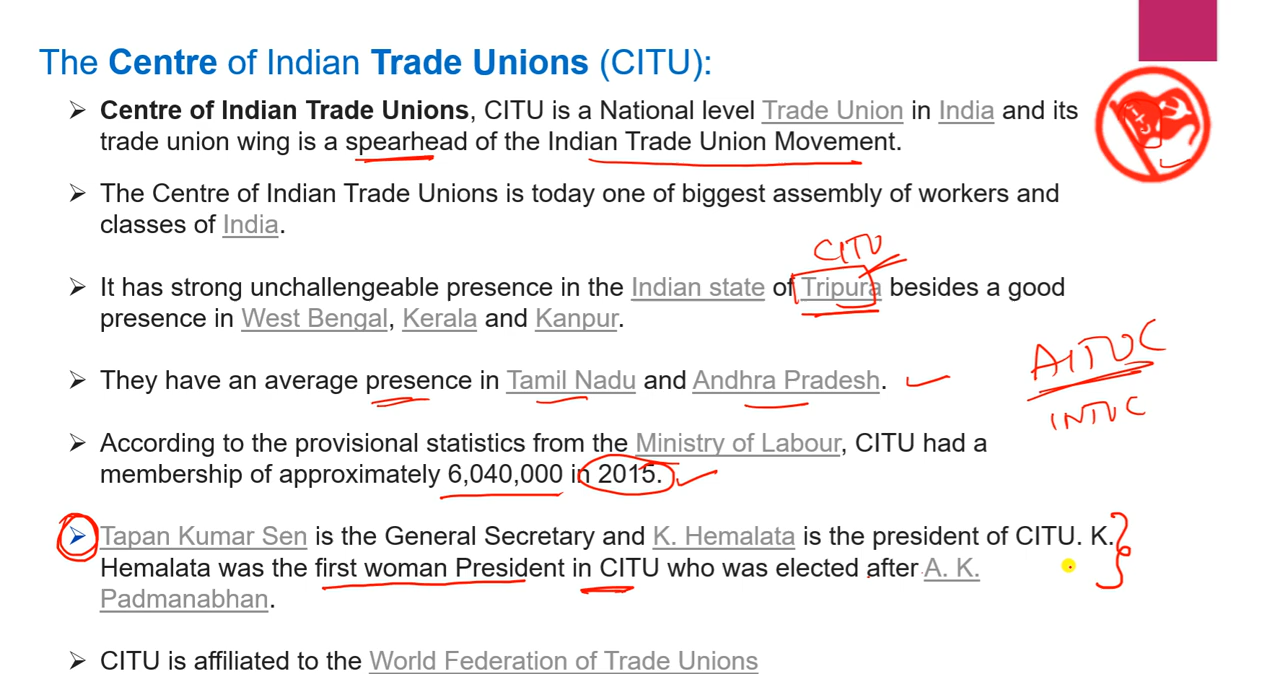 The Centre of Indian Trade Unions (CITU):
➢ Centre of Indian Trade Unions, CITU is a National level Trade Union in India and its
trade union wing is a spearhead of the Indian Trade Union Movement.
➢ The Centre of Indian Trade Unions is today one of biggest assembly of workers and
classes of India.
CITU
➢ It has strong unchallengeable presence in the Indian state of Tripura besides a good
presence in West Bengal, Kerala and Kanpur.
AITUC
➢ They have an average presence in Tamil Nadu and Andhra Pradesh.
INTUC
➢ According to the provisional statistics from the Ministry of Labour, CITU had a
membership of approximately 6,040,000 in 2015.
➢ Tapan Kumar Sen is the General Secretary and K. Hemalata is the president of CITU. K.
Hemalata was the first woman President in CITU who was elected after A. K.
Padmanabhan.
➢ CITU is affiliated to the World Federation of Trade Unions